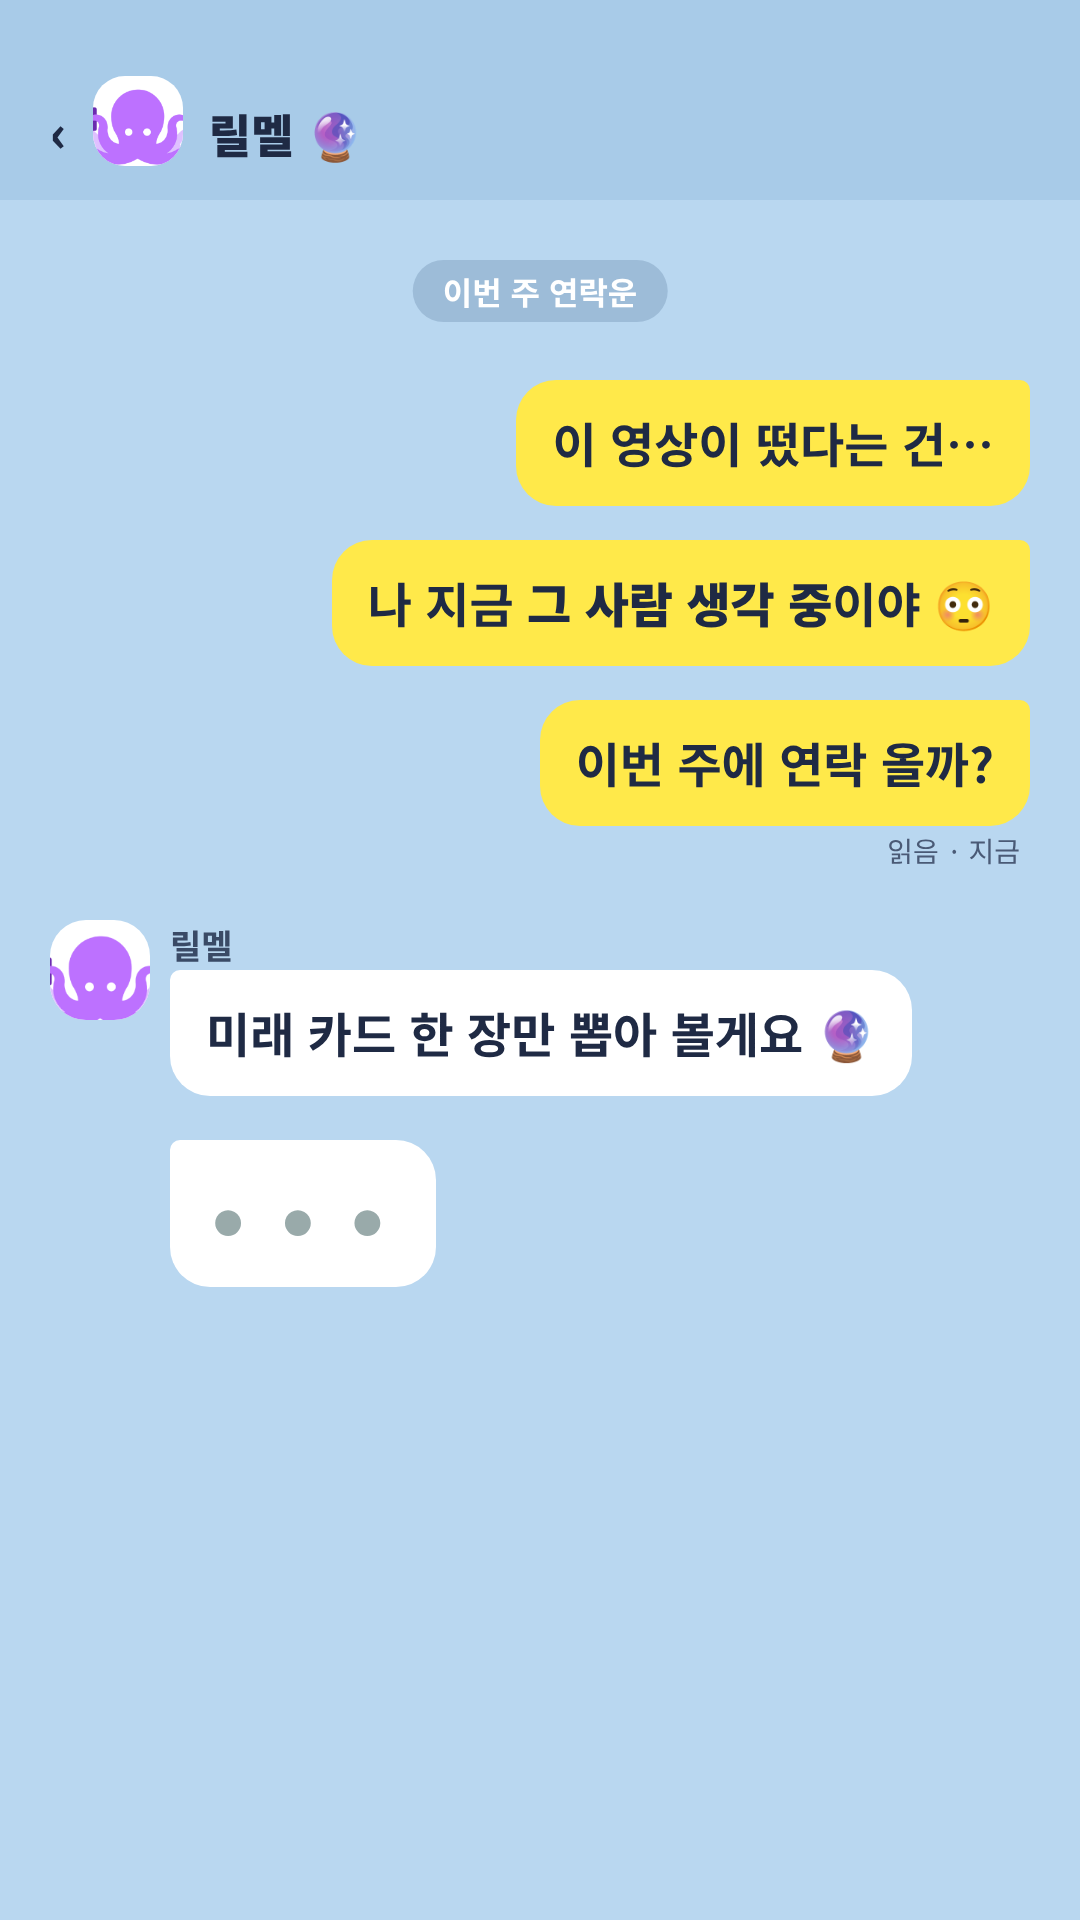 ‹ 릴멜 🔮
이번 주 연락운
이 영상이 떴다는 건…
나 지금 그 사람 생각 중이야 😳
이번 주에 연락 올까?
읽음 · 지금
릴멜
미래 카드 한 장만 뽑아 볼게요 🔮
● ● ●